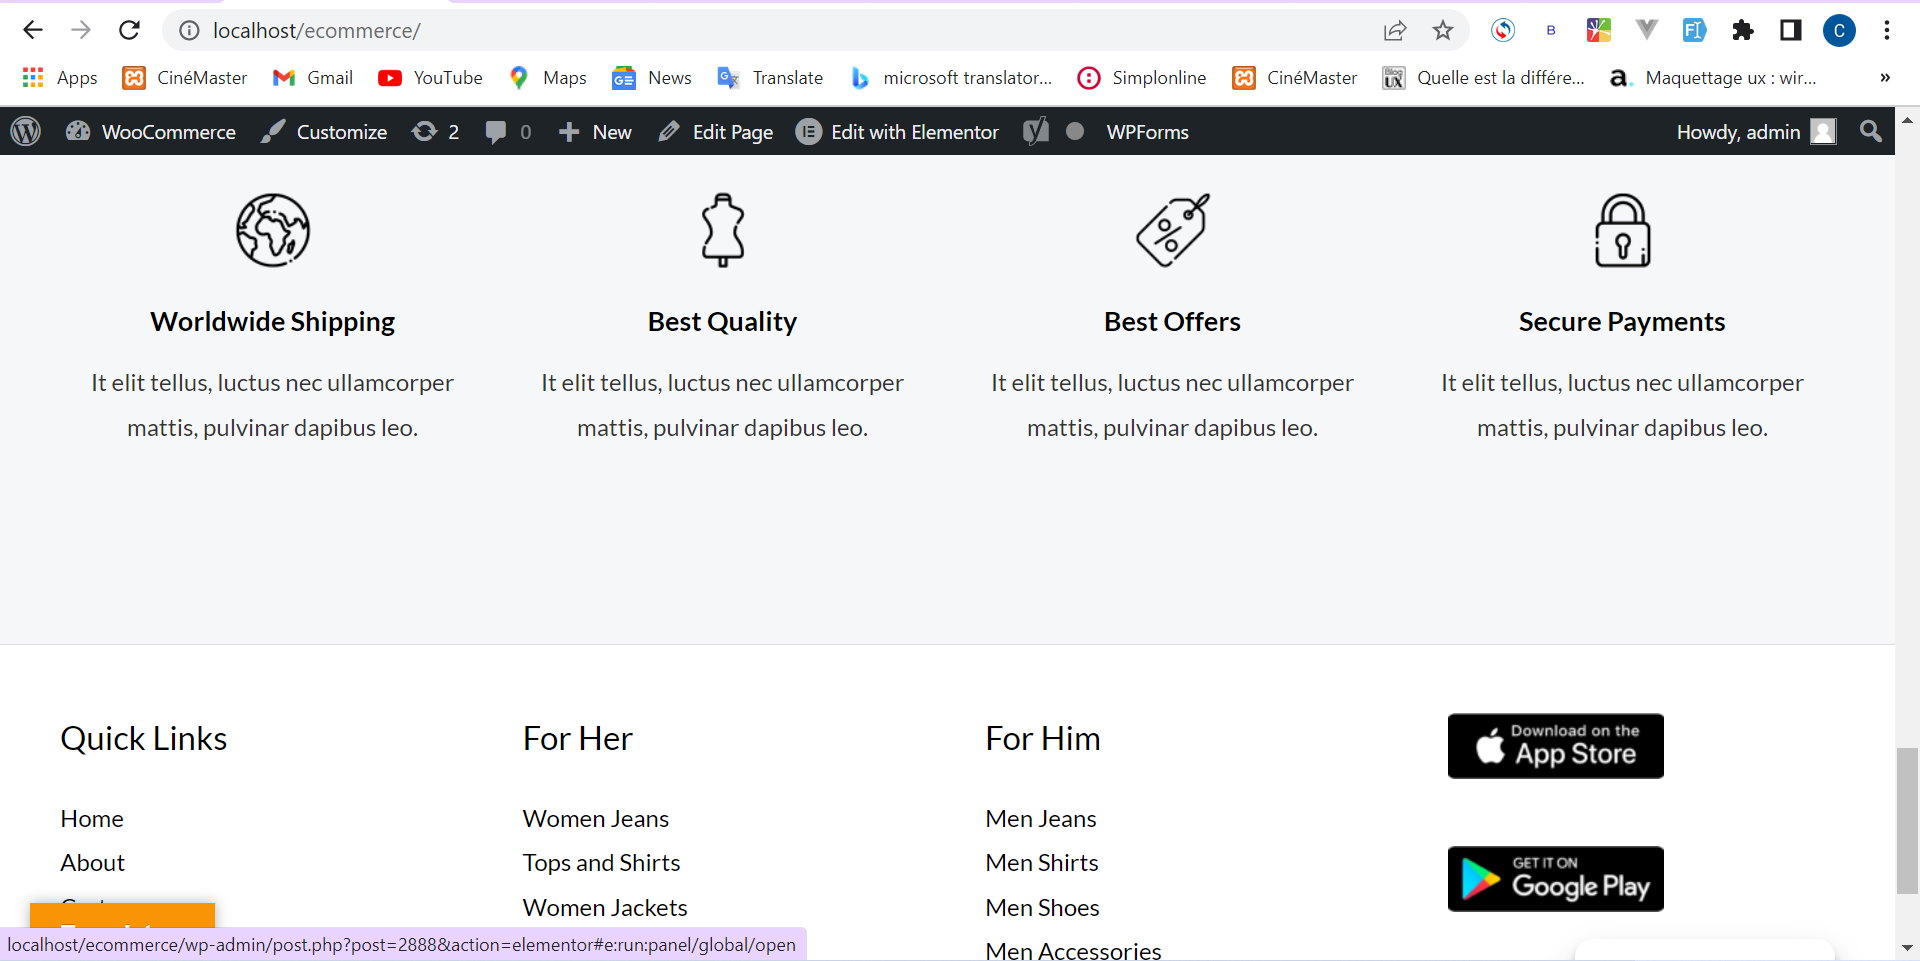 localhost/ecommerce/
B
C
Apps CinéMaster Gmail YouTube Maps News Translate microsoft translator... Simplonline CinéMaster Quelle est la différe... Maquettage ux : wir... »
WooCommerce Customize 2 0 New Edit Page Edit with Elementor WPForms Howdy, admin
Worldwide Shipping
It elit tellus, luctus nec ullamcorper
mattis, pulvinar dapibus leo.
Best Quality
It elit tellus, luctus nec ullamcorper
mattis, pulvinar dapibus leo.
Best Offers
It elit tellus, luctus nec ullamcorper
mattis, pulvinar dapibus leo.
Secure Payments
It elit tellus, luctus nec ullamcorper
mattis, pulvinar dapibus leo.
Quick Links
Home
About
For Her
Women Jeans
Tops and Shirts
Women Jackets
For Him
Men Jeans
Men Shirts
Men Shoes
Men Accessories
Download on the
App Store
GET IT ON
Google Play
localhost/ecommerce/wp-admin/post.php?post=2888&action=elementor#e:run:panel/global/open